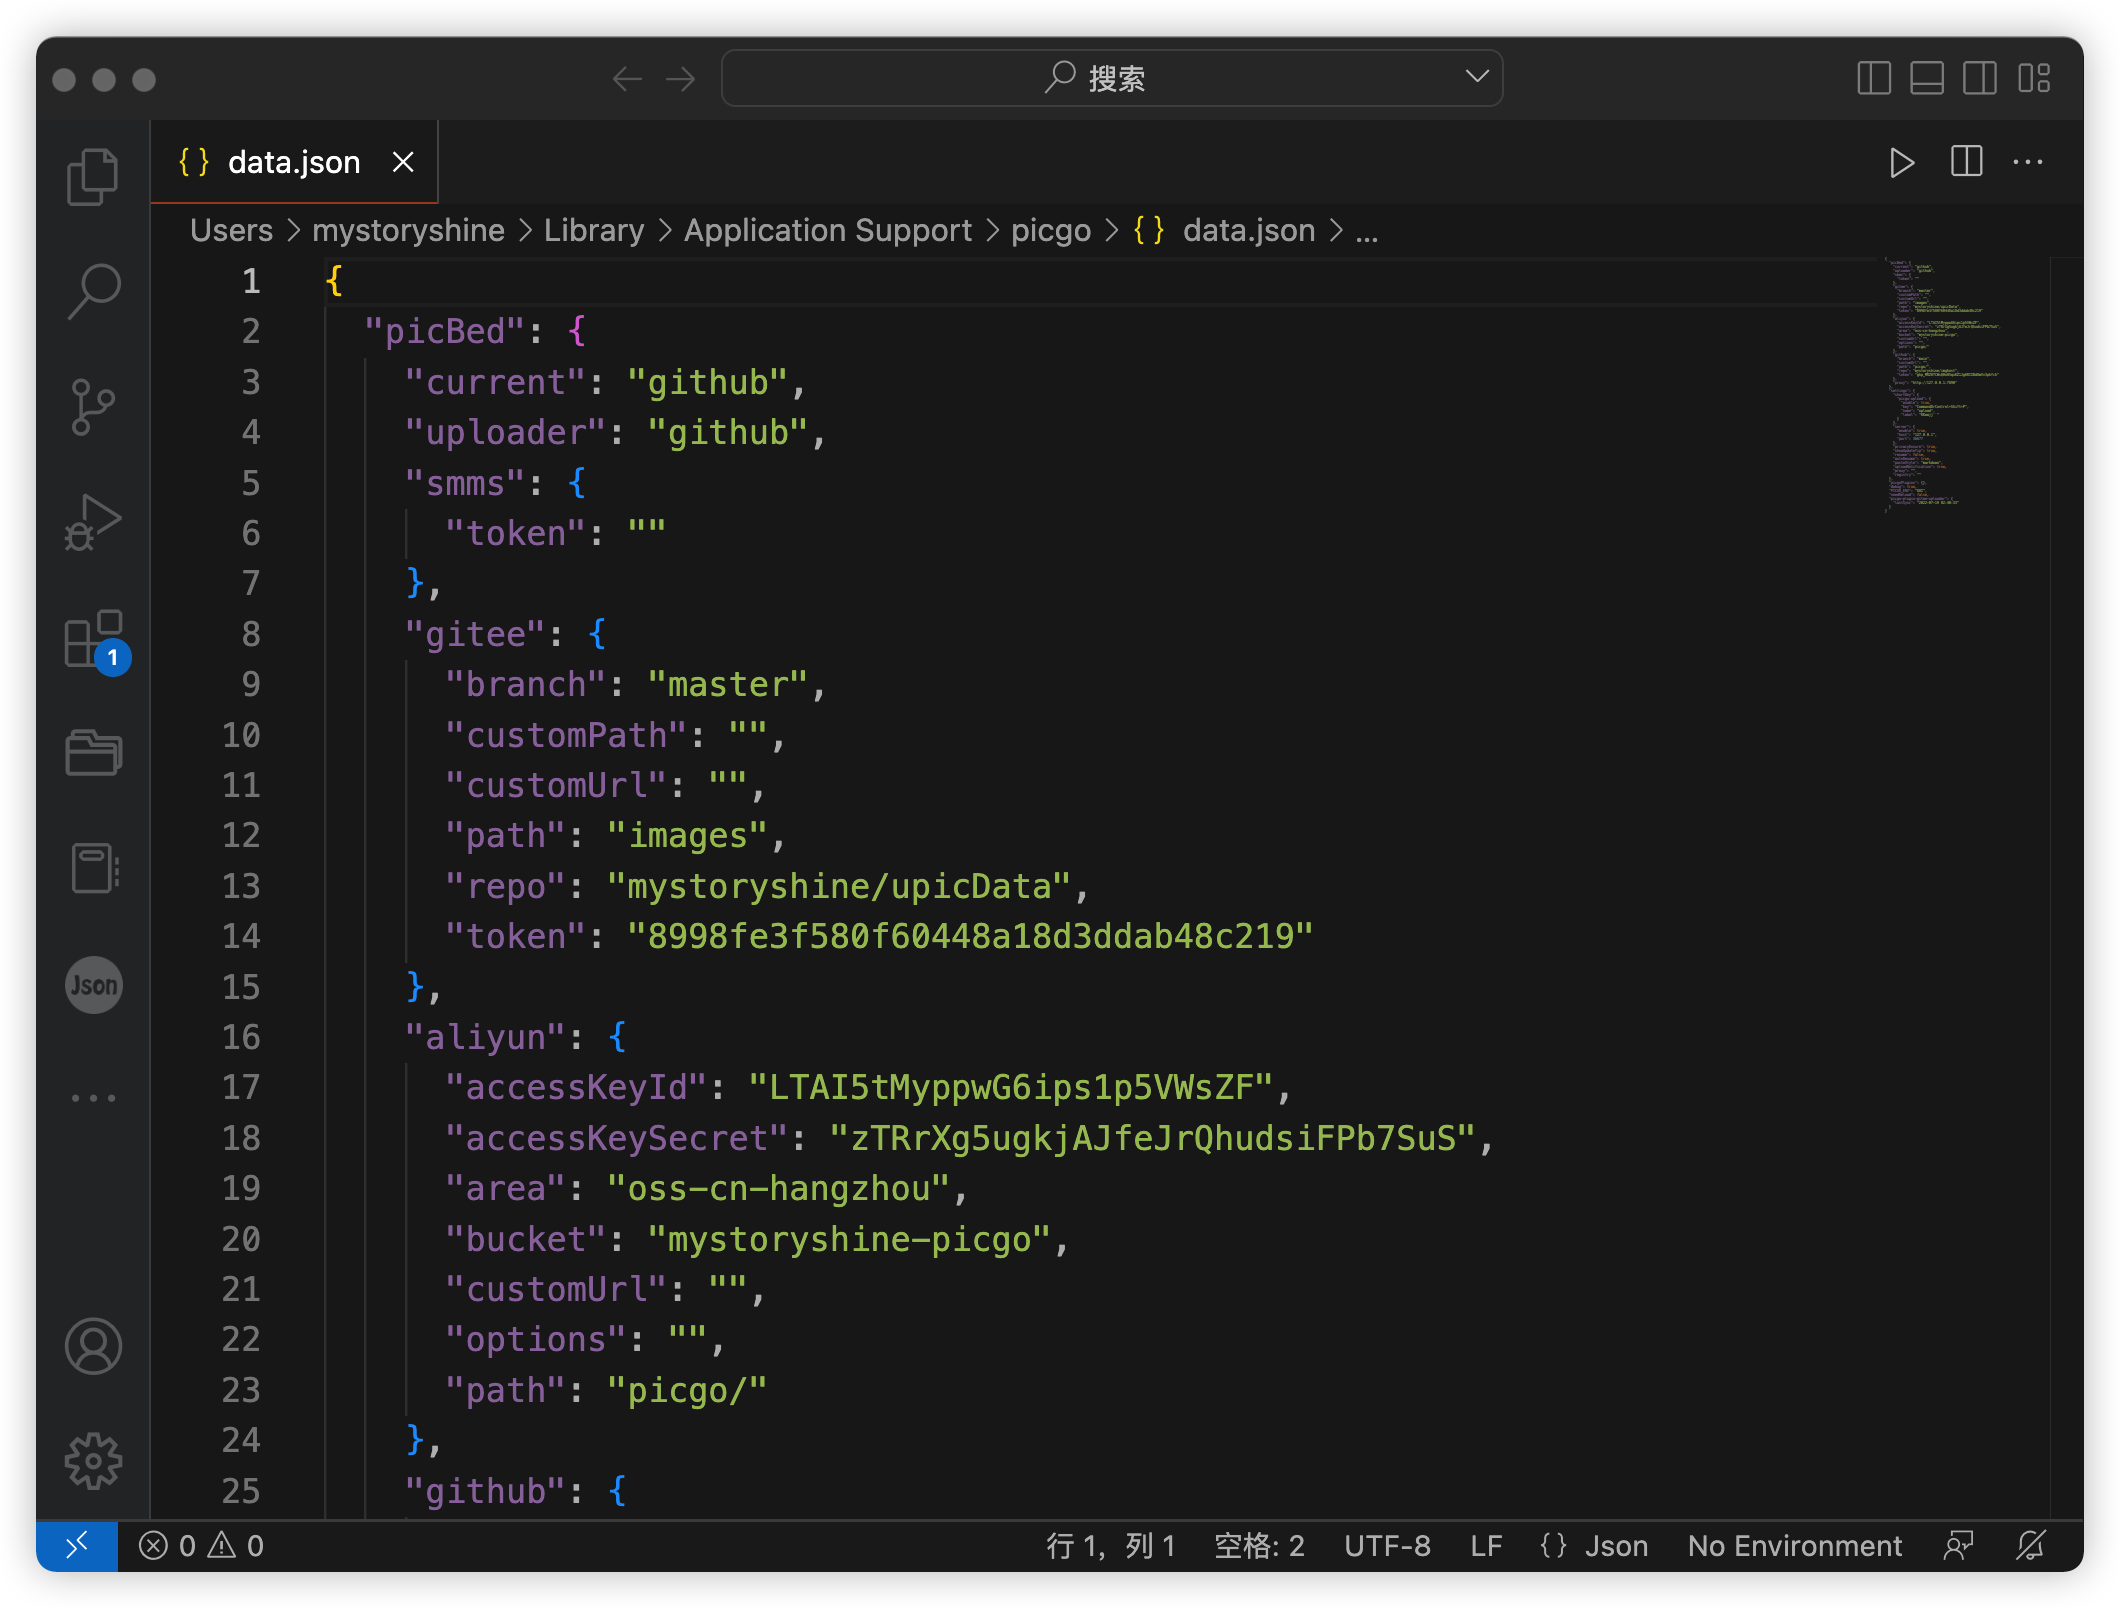 搜索
{ } data.json
Users > mystoryshine > Library > Application Support > picgo > { } data.json > ...
1 {
2 "picBed": {
3 "current": "github",
4 "uploader": "github",
5 "smms": {
6 "token": ""
7 },
8 "gitee": {
9 "branch": "master",
10 "customPath": "",
11 "customUrl": "",
12 "path": "images",
13 "repo": "mystoryshine/upicData",
14 "token": "8998fe3f580f60448a18d3ddab48c219"
15 },
16 "aliyun": {
17 "accessKeyId": "LTAI5tMyppwG6ips1p5VWsZF",
18 "accessKeySecret": "zTRrXg5ugkjAJfeJrQhudsiFPb7SuS",
19 "area": "oss-cn-hangzhou",
20 "bucket": "mystoryshine-picgo",
21 "customUrl": "",
22 "options": "",
23 "path": "picgo/"
24 },
25 "github": {
1
Json
0 0 行 1，列 1 空格: 2 UTF-8 LF { } Json No Environment